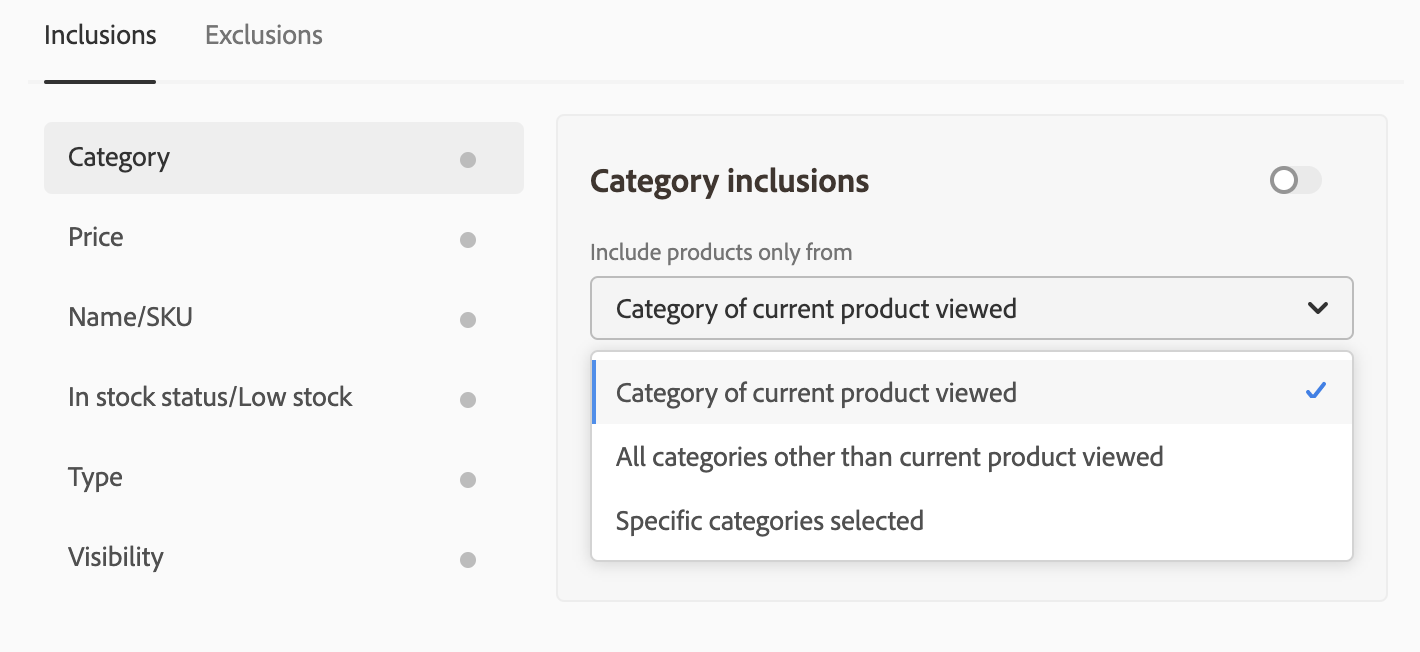 Inclusions Exclusions
Category
Price
Name/SKU
In stock status/Low stock
Type
Visibility
Category inclusions
Include products only from
Category of current product viewed
Category of current product viewed
All categories other than current product viewed
Specific categories selected